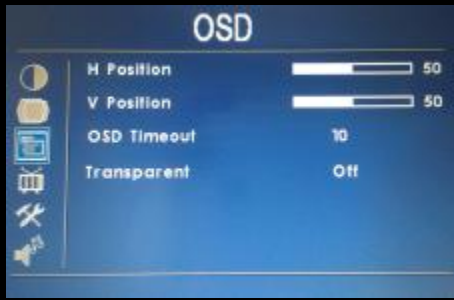 OSD
H Position 50
V Position 50
OSD Timeout 10
Transparent Off